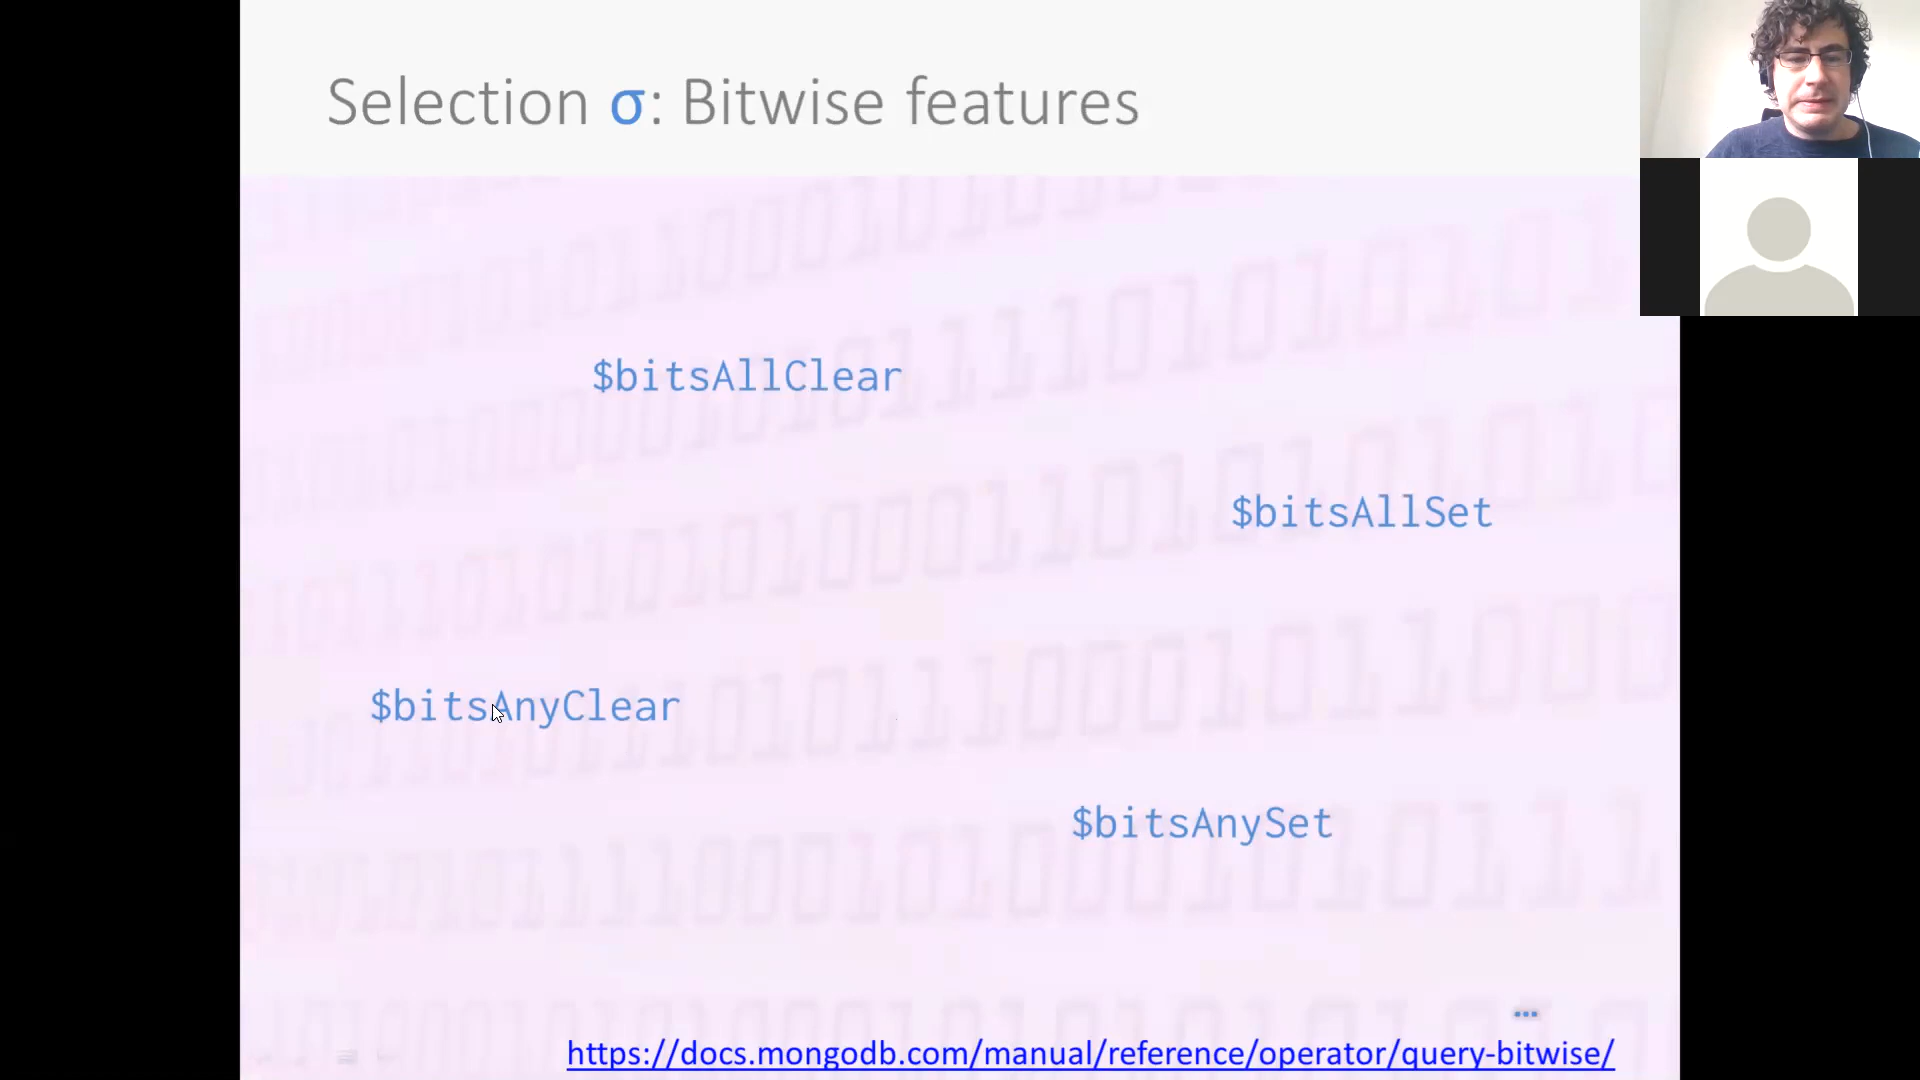 Selection σ: Bitwise features
$bitsAllClear
$bitsAllSet
$bitsAnyClear
$bitsAnySet
...
https://docs.mongodb.com/manual/reference/operator/query-bitwise/